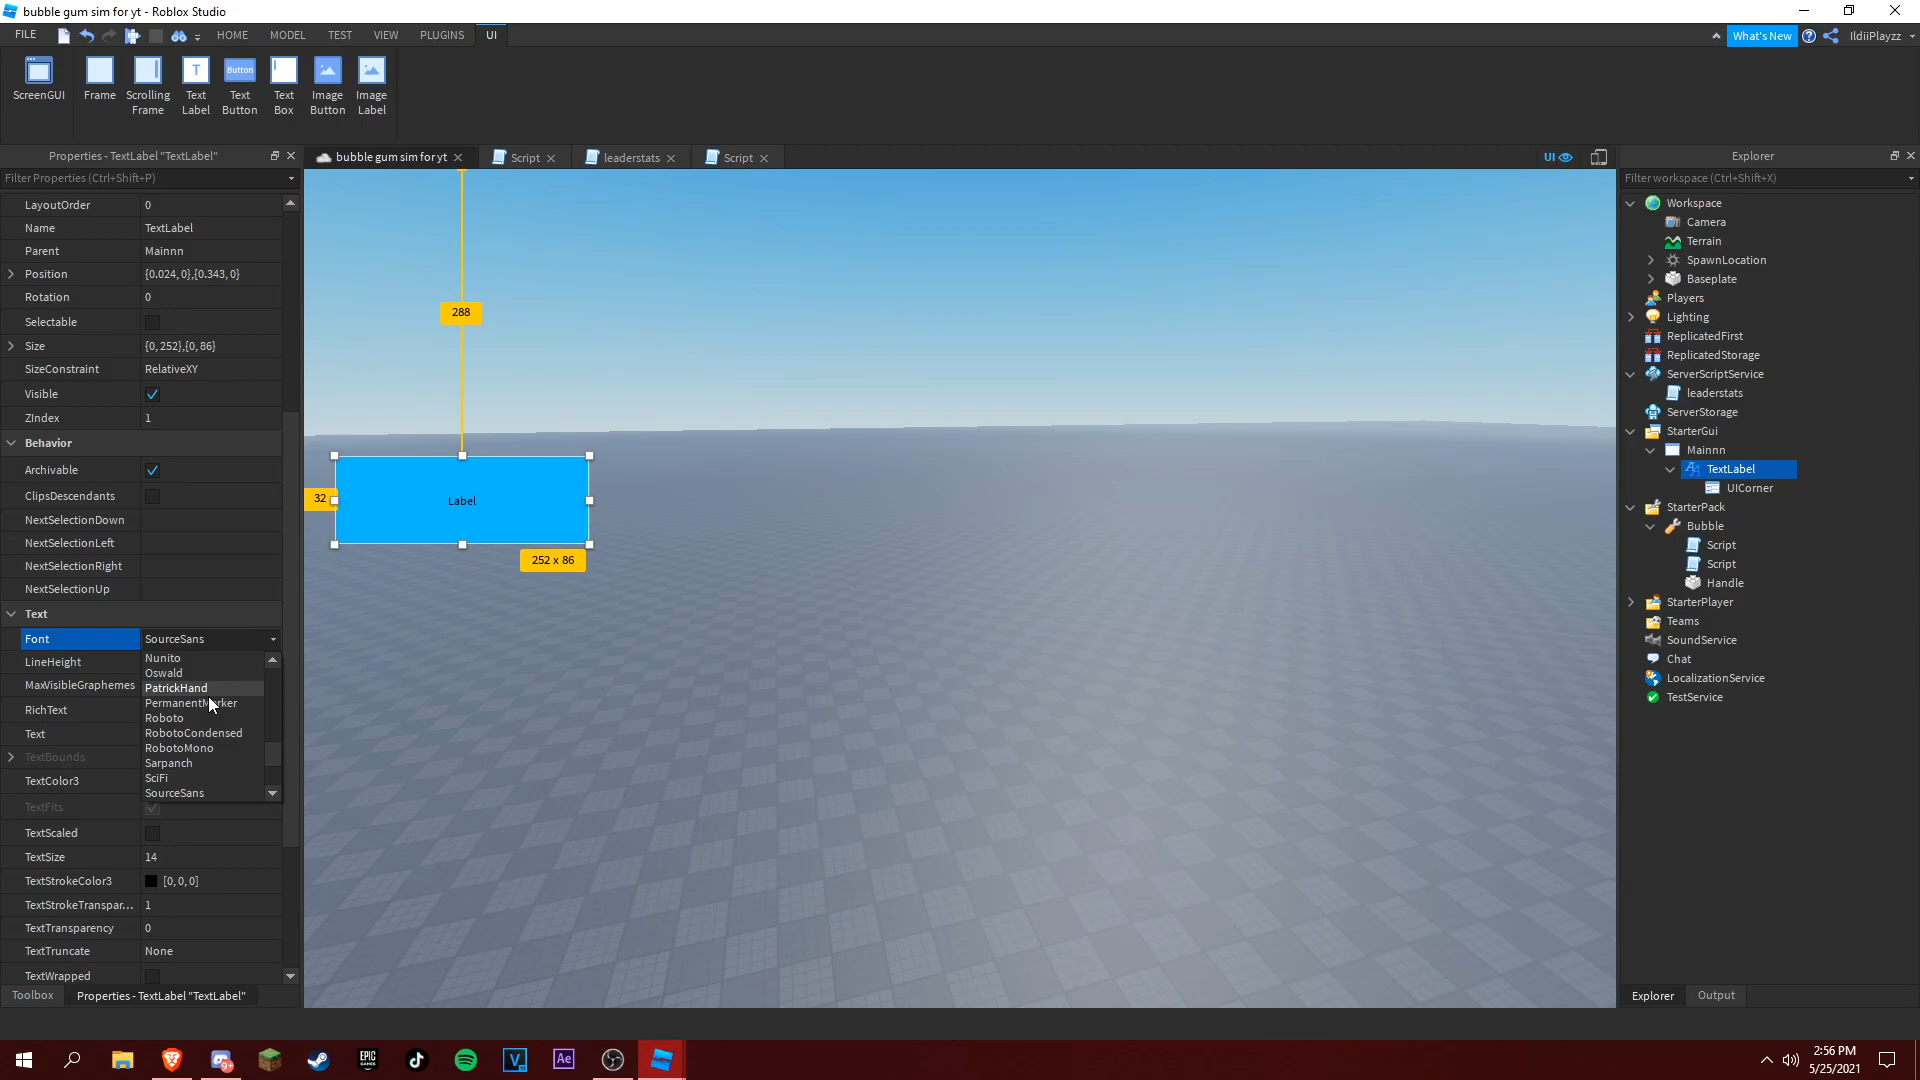 bubble gum sim for yt - Roblox Studio
FILE HOME MODEL TEST VIEW PLUGINS UI What's New IldiiPlayzz
ScreenGUI Frame Scrolling Frame Text Label Text Button Text Box Image Button Image Label
Button
T
Properties - TextLabel "TextLabel"
Filter Properties (Ctrl+Shift+P)
LayoutOrder 0
Name TextLabel
Parent Mainnn
Position {0.024, 0},{0.343, 0}
Rotation 0
Selectable
Size {0, 252},{0, 86}
SizeConstraint RelativeXY
Visible
ZIndex 1
Behavior
Archivable
ClipsDescendants
NextSelectionDown
NextSelectionLeft
NextSelectionRight
NextSelectionUp
Text
Font SourceSans
LineHeight
MaxVisibleGraphemes
RichText
Text
TextBounds
TextColor3
TextFits
Nunito
Oswald
PatrickHand
PermanentMarker
Roboto
RobotoCondensed
RobotoMono
Sarpanch
SciFi
SourceSans
TextScaled
TextSize 14
TextStrokeColor3 [0, 0, 0]
TextStrokeTranspar... 1
TextTransparency 0
TextTruncate None
TextWrapped
Toolbox Properties - TextLabel "TextLabel"
bubble gum sim for yt Script leaderstats Script UI
288
32
Label
252 x 86
Explorer
Filter workspace (Ctrl+Shift+X)
Workspace
Camera
Terrain
SpawnLocation
Baseplate
Players
Lighting
ReplicatedFirst
ReplicatedStorage
ServerScriptService
leaderstats
ServerStorage
StarterGui
Mainnn
TextLabel
UICorner
StarterPack
Bubble
Script
Script
Handle
StarterPlayer
Teams
SoundService
Chat
LocalizationService
TestService
Explorer Output
9+
EPIC GAMES
V
Ae
2:56 PM
5/25/2021